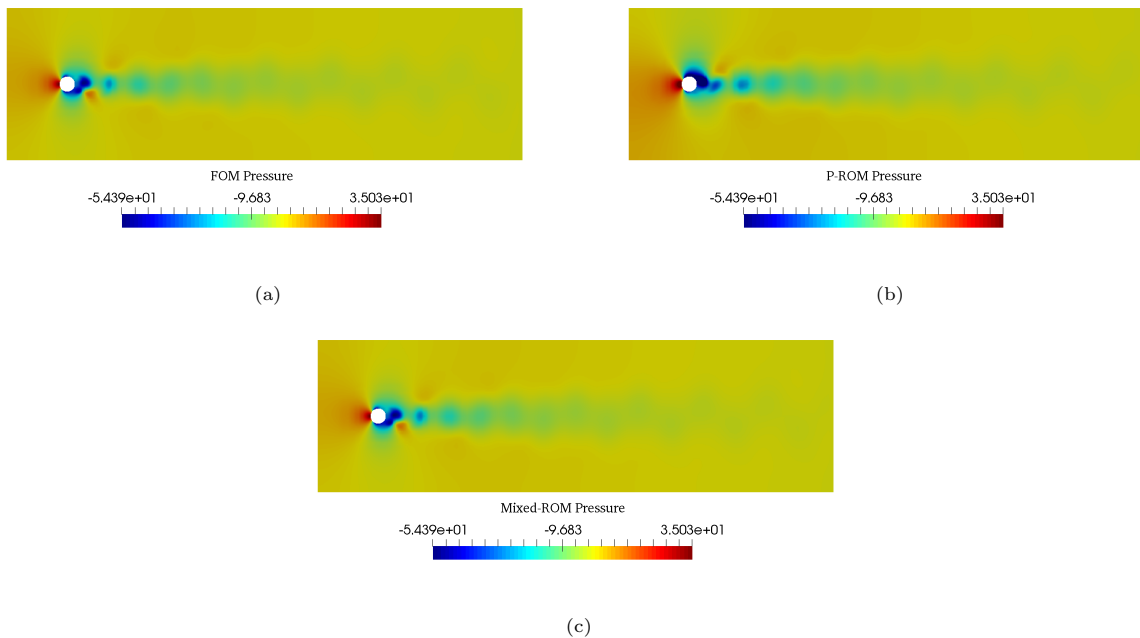 FOM Pressure
-5.439e+01 -9.683 3.503e+01
(a)
P-ROM Pressure
-5.439e+01 -9.683 3.503e+01
(b)
Mixed-ROM Pressure
-5.439e+01 -9.683 3.503e+01
(c)